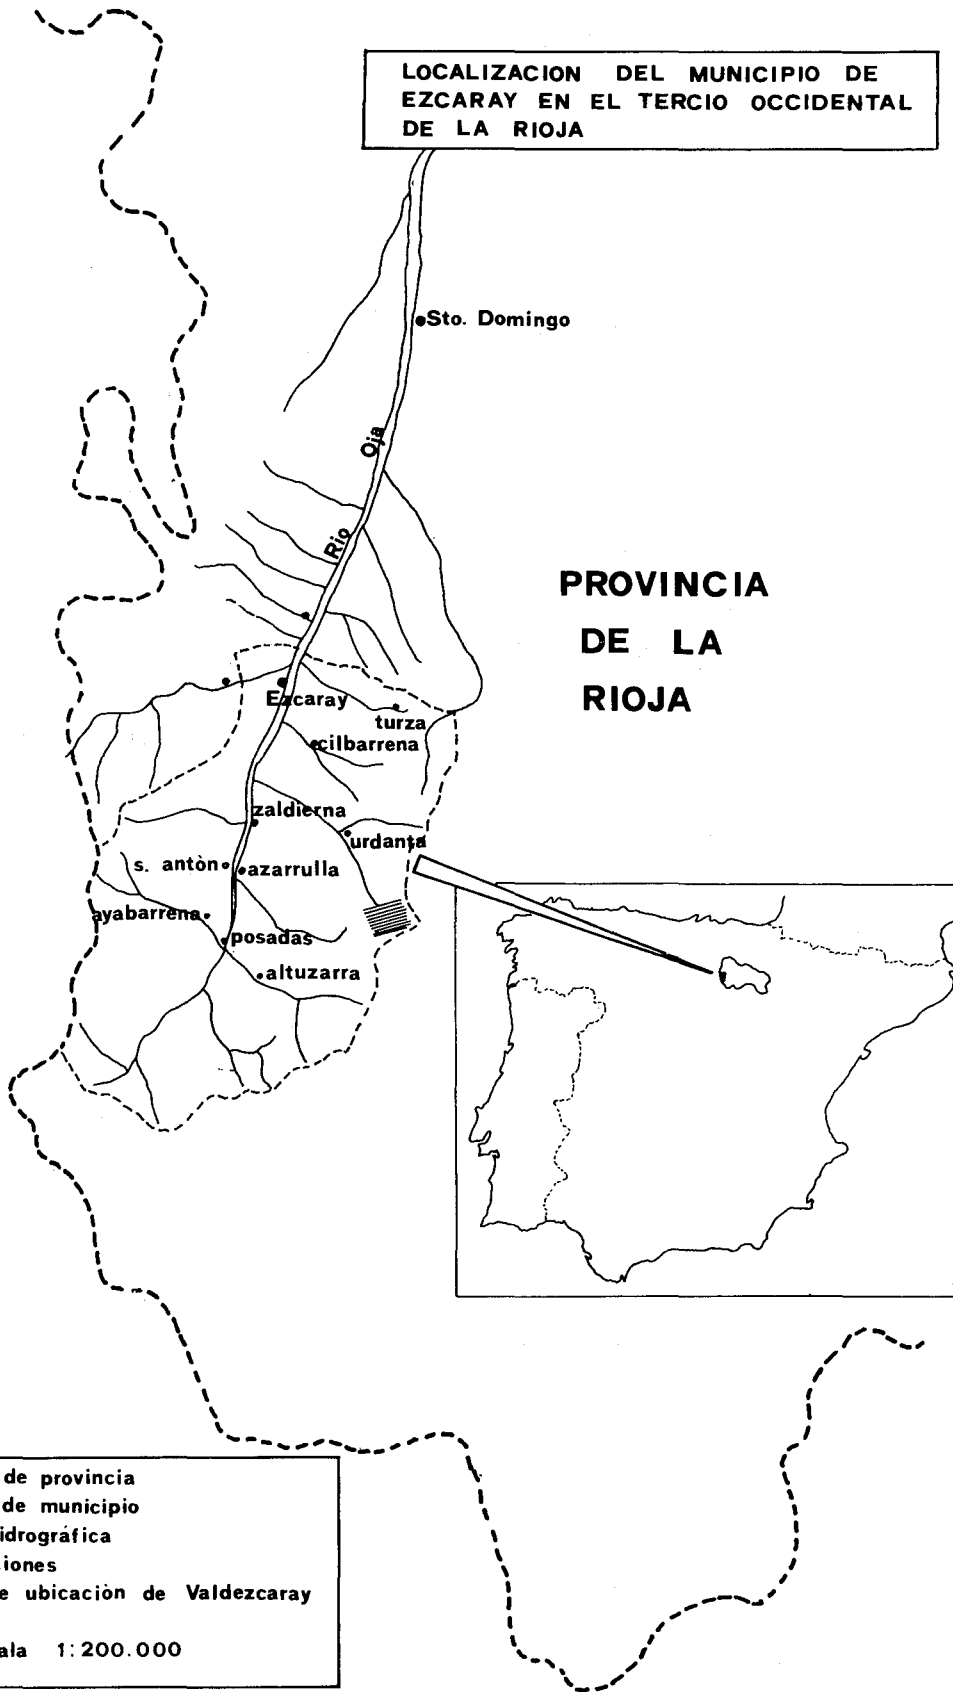 LOCALIZACION DEL MUNICIPIO DE
EZCARAY EN EL TERCIO OCCIDENTAL
DE LA RIOJA
Sto. Domingo
Rio Oja
PROVINCIA
DE LA
RIOJA
Ezcaray
turza
cilbarrena
zaldierna
urdanta
s. antòn
azarrulla
ayabarrena
posadas
altuzarra
de provincia
de municipio
idrográfica
iones
e ubicaciòn de Valdezcaray
ala 1:200.000